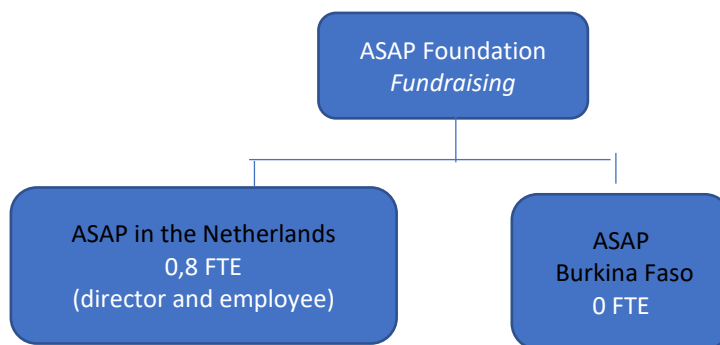 ASAP Foundation
Fundraising
ASAP in the Netherlands
0,8 FTE
(director and employee)
ASAP
Burkina Faso
0 FTE